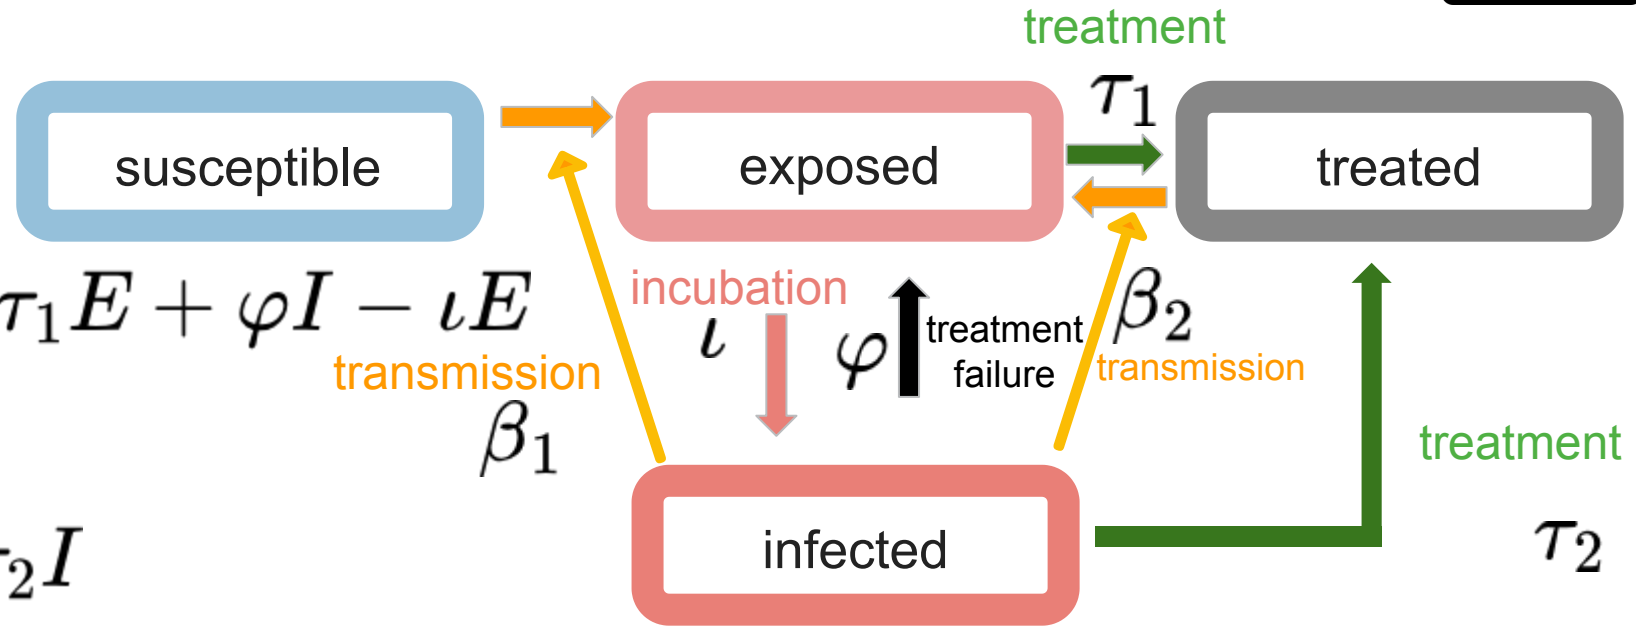 treatment
τ₁
susceptible
exposed
treated
τ₁E + φI − ιE
incubation
ι
φ
treatment
failure
β₂
transmission
transmission
β₁
treatment
infected
₂I
τ₂